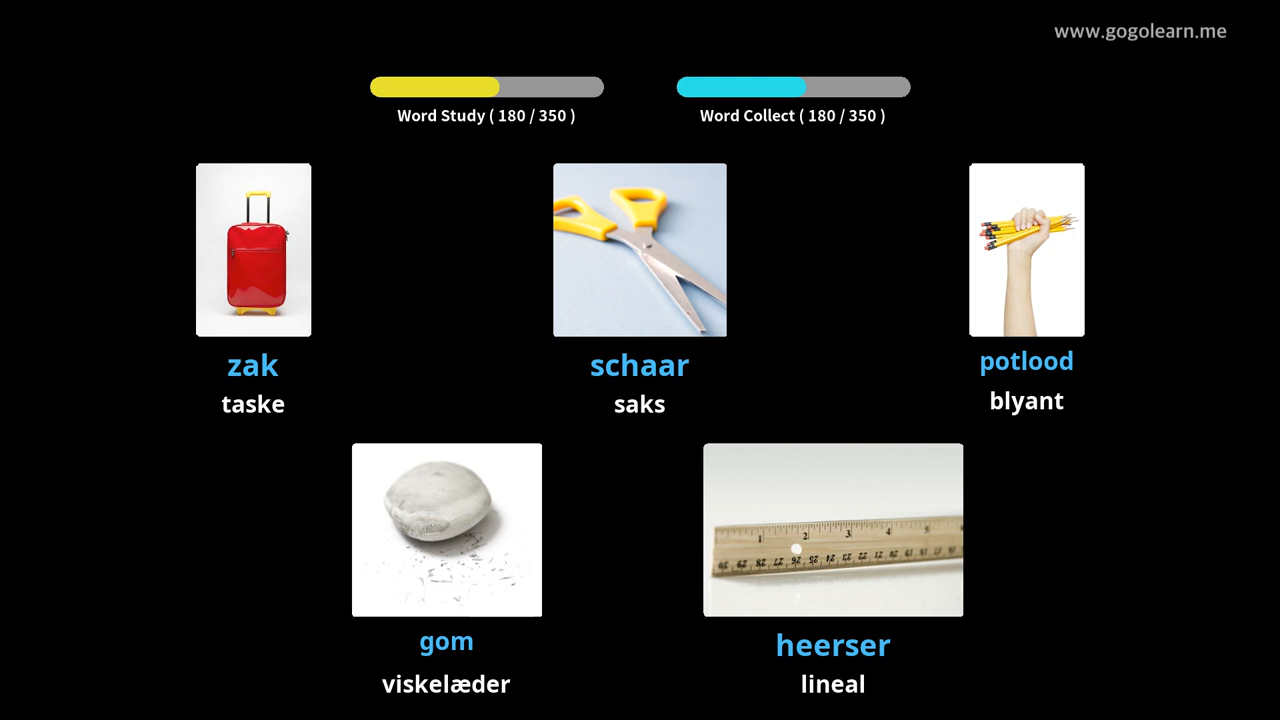 www.gogolearn.me
Word Study ( 180 / 350 )
Word Collect ( 180 / 350 )
zak
taske
schaar
saks
potlood
blyant
gom
viskelæder
heerser
lineal